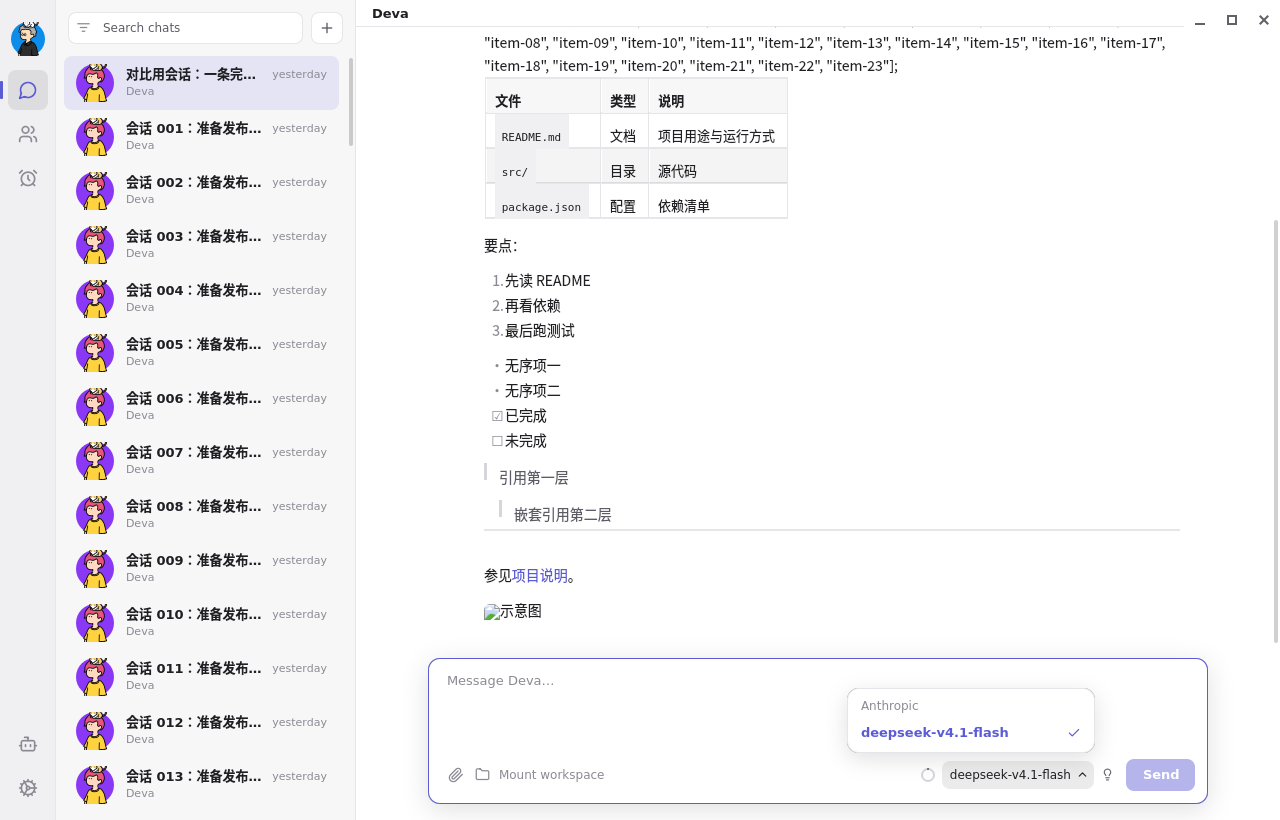 Search chats
对比用会话：一条完... yesterday
Deva
会话 001：准备发布... yesterday
Deva
会话 002：准备发布... yesterday
Deva
会话 003：准备发布... yesterday
Deva
会话 004：准备发布... yesterday
Deva
会话 005：准备发布... yesterday
Deva
会话 006：准备发布... yesterday
Deva
会话 007：准备发布... yesterday
Deva
会话 008：准备发布... yesterday
Deva
会话 009：准备发布... yesterday
Deva
会话 010：准备发布... yesterday
Deva
会话 011：准备发布... yesterday
Deva
会话 012：准备发布... yesterday
Deva
会话 013：准备发布... yesterday
Deva
Deva
"item-08", "item-09", "item-10", "item-11", "item-12", "item-13", "item-14", "item-15", "item-16", "item-17",
"item-18", "item-19", "item-20", "item-21", "item-22", "item-23"];
文件 类型 说明
README.md 文档 项目用途与运行方式
src/ 目录 源代码
package.json 配置 依赖清单
要点：
1. 先读 README
2. 再看依赖
3. 最后跑测试
• 无序项一
• 无序项二
☑ 已完成
☐ 未完成
引用第一层
嵌套引用第二层
参见项目说明。
示意图
Message Deva…
Anthropic
deepseek-v4.1-flash
Mount workspace
deepseek-v4.1-flash
Send